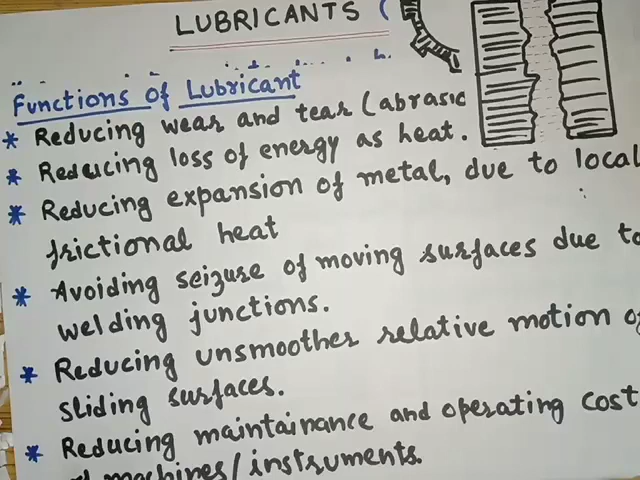 LUBRICANTS (
Functions of Lubricant
* Reducing wear and tear (abrasic
* Reducing loss of energy as heat.
* Reducing expansion of metal, due to local
frictional heat
* Avoiding seizure of moving surfaces due to
welding junctions.
* Reducing unsmoother relative motion of
sliding surfaces.
* Reducing maintainance and operating cost
of machines/instruments.